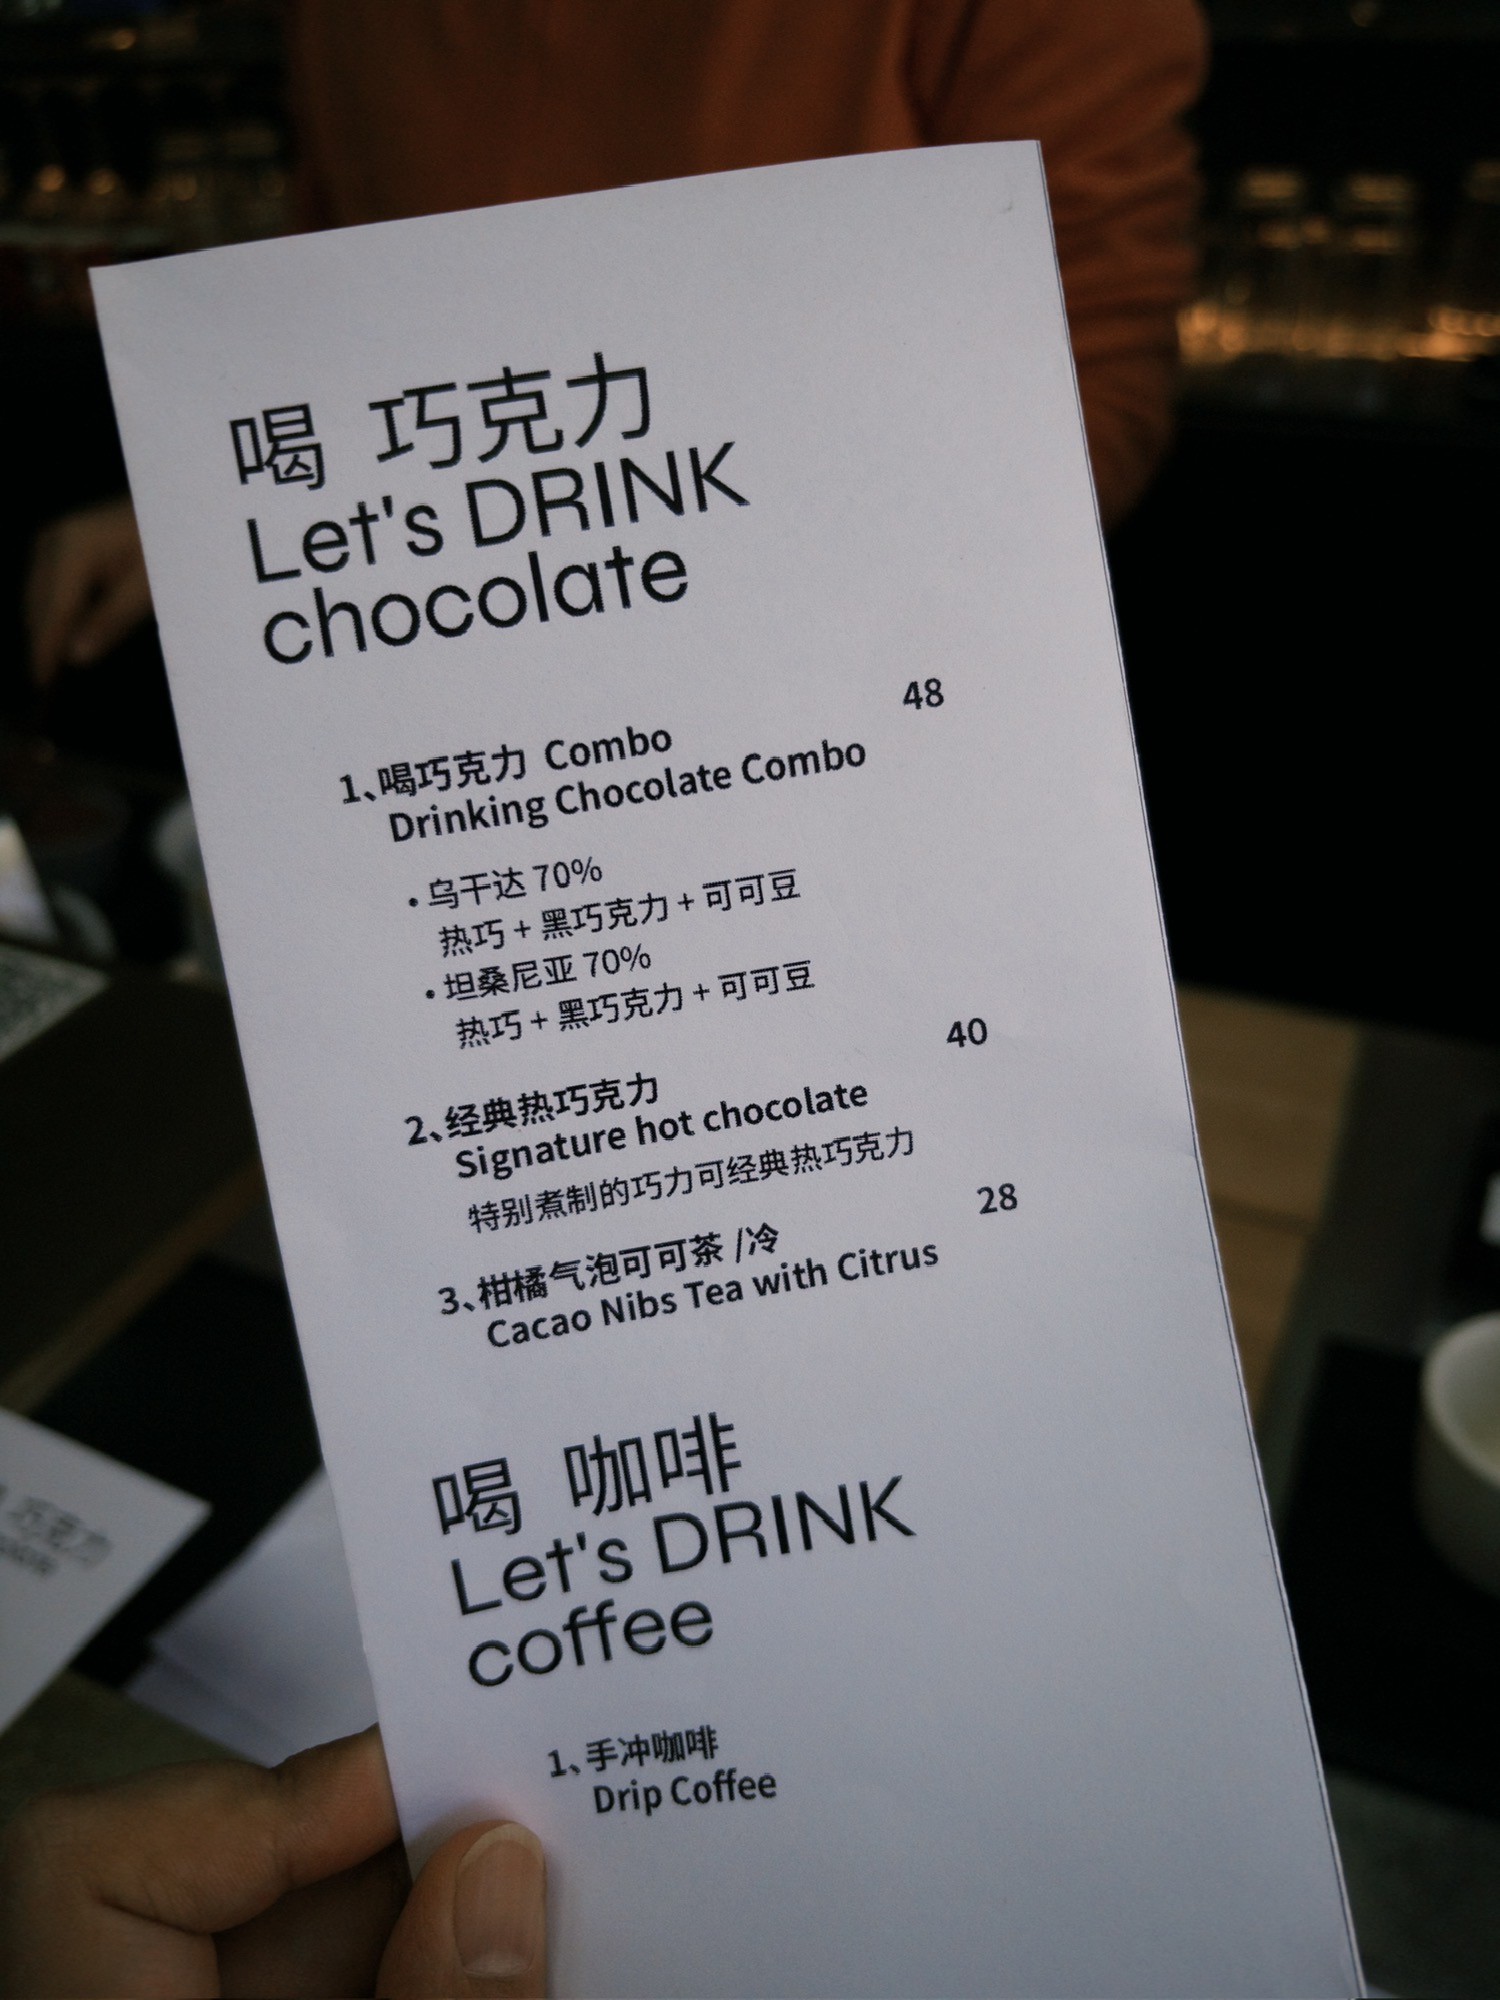 喝 巧克力
Let's DRINK
chocolate
48
1、喝巧克力 Combo
Drinking Chocolate Combo
• 乌干达 70%
热巧 + 黑巧克力 + 可可豆
• 坦桑尼亚 70%
热巧 + 黑巧克力 + 可可豆
40
2、经典热巧克力
Signature hot chocolate
特别煮制的巧力可经典热巧克力
28
3、柑橘气泡可可茶 /冷
Cacao Nibs Tea with Citrus
喝 咖啡
Let's DRINK
coffee
1、手冲咖啡
Drip Coffee
巧克力